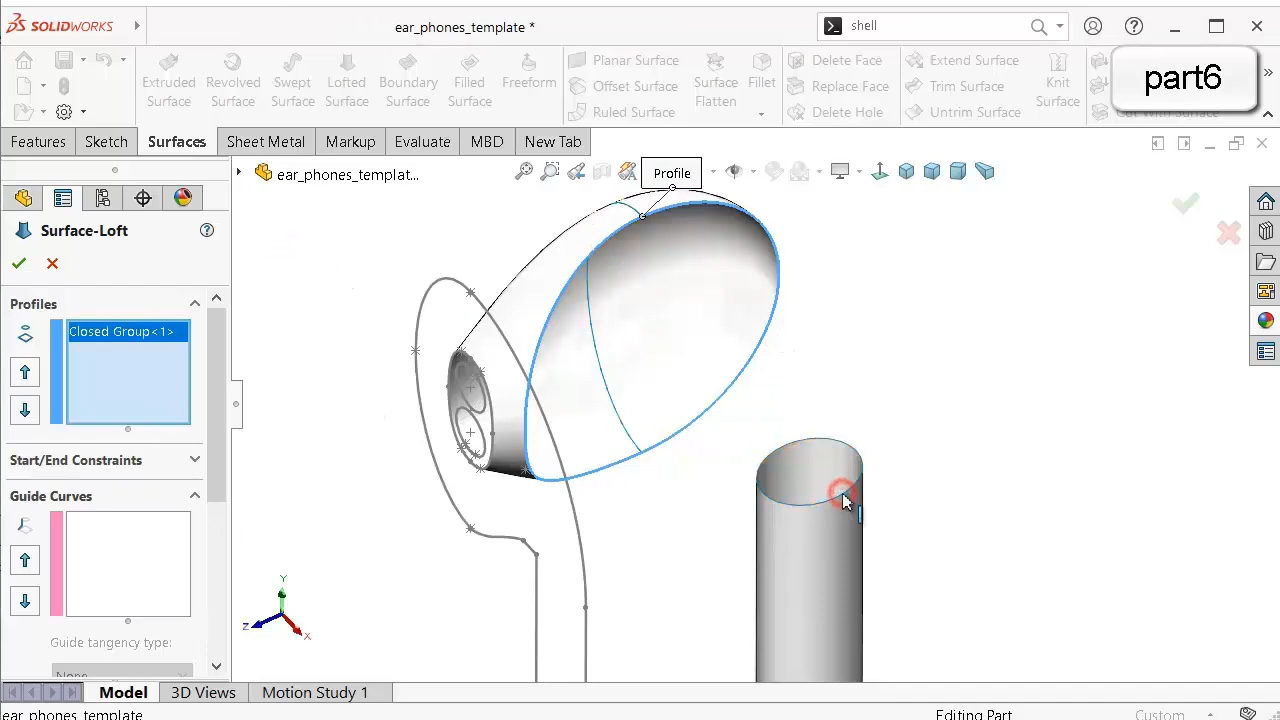 SOLIDWORKS
ear_phones_template *
shell
part6
Extruded Surface
Revolved Surface
Swept Surface
Lofted Surface
Boundary Surface
Filled Surface
Freeform
Planar Surface
Offset Surface
Ruled Surface
Surface Flatten
Fillet
Delete Face
Replace Face
Delete Hole
Extend Surface
Trim Surface
Untrim Surface
Knit Surface
Cut With Surface
Features
Sketch
Surfaces
Sheet Metal
Markup
Evaluate
MBD
New Tab
ear_phones_templat...
Profile
Surface-Loft
Profiles
Closed Group<1>
Start/End Constraints
Guide Curves
Guide tangency type:
None
Y
Z
X
Model
3D Views
Motion Study 1
ear_phones_template
Editing Part
Custom